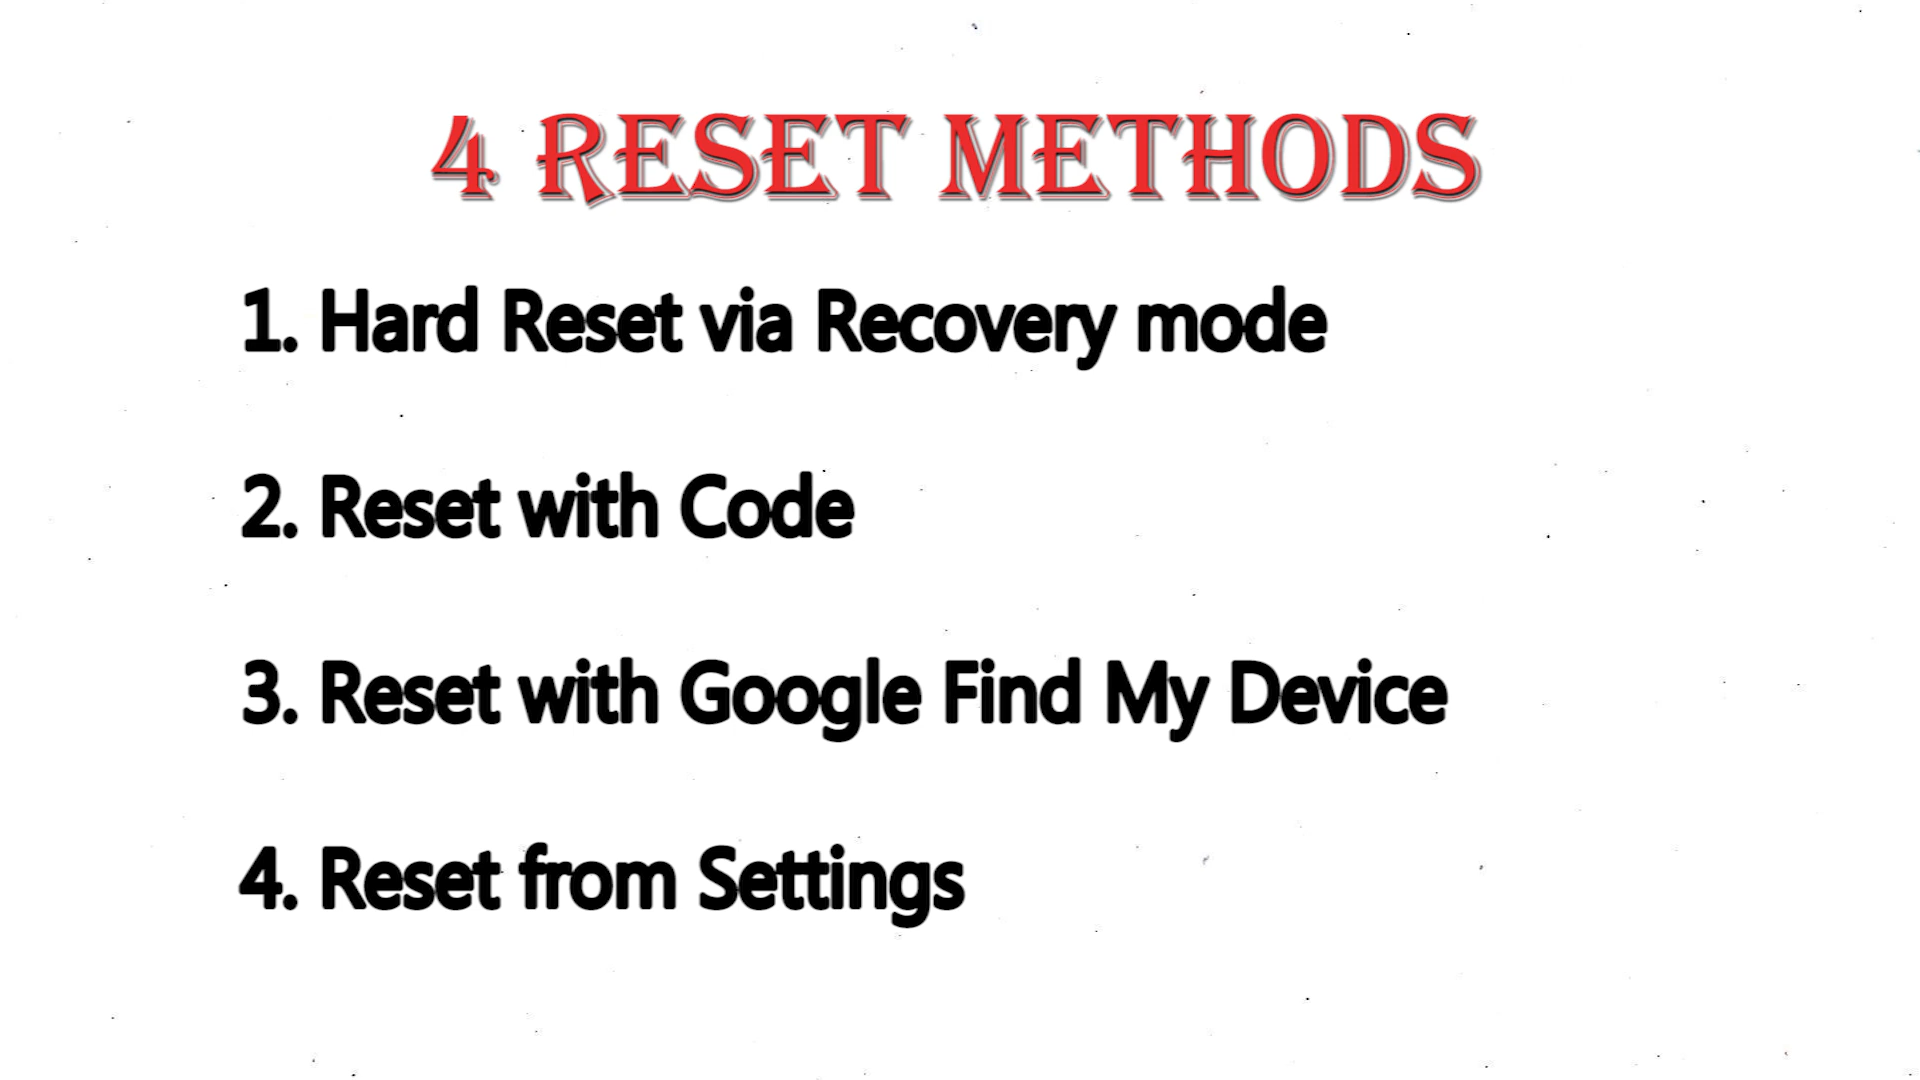 4 RESET METHODS
1. Hard Reset via Recovery mode
2. Reset with Code
3. Reset with Google Find My Device
4. Reset from Settings